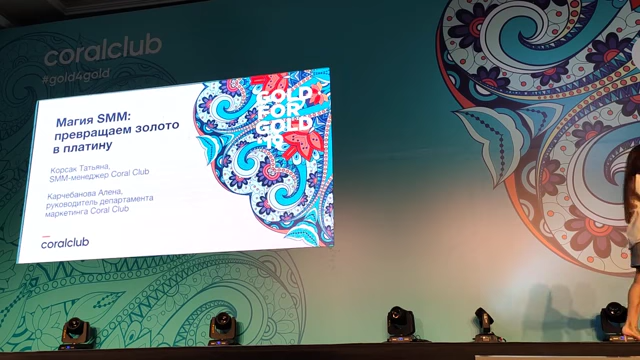 coralclub
#gold4gold
Магия SMM:
превращаем золото
в платину
Корсак Татьяна,
SMM-менеджер Coral Club
Карчебанова Алена,
руководитель департамента
маркетинга Coral Club
coralclub
GOLD
FOR
GOLD
'19